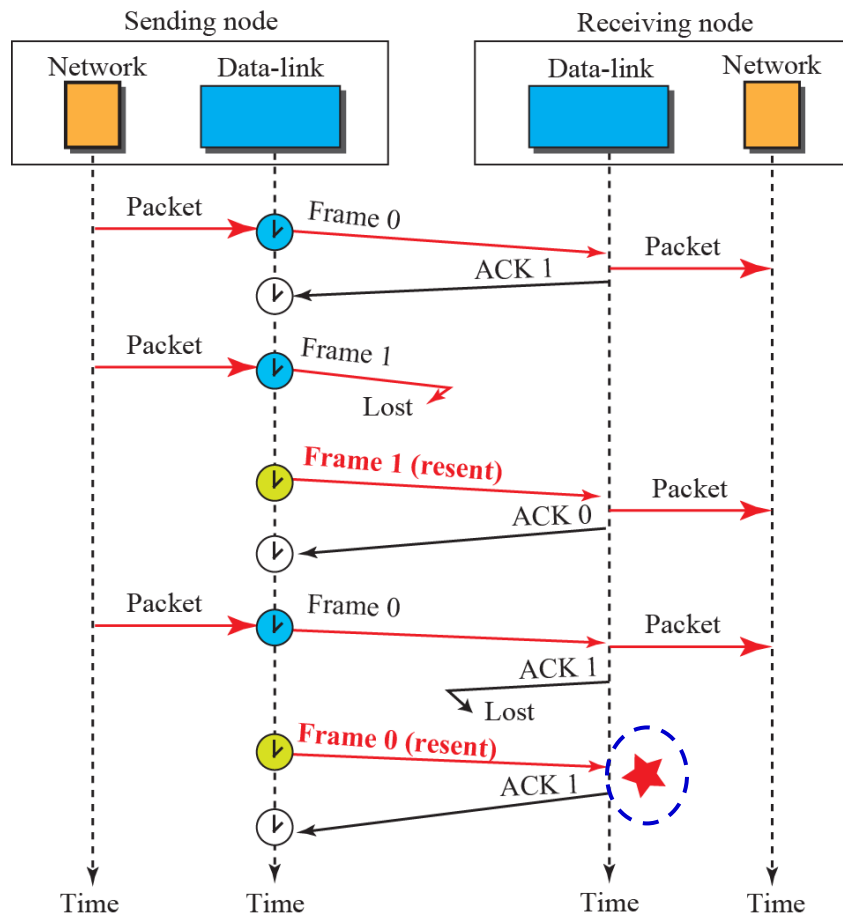 Sending node
Receiving node
Network
Data-link
Data-link
Network
Packet
Frame 0
Packet
ACK 1
Packet
Frame 1
Lost
Frame 1 (resent)
Packet
ACK 0
Packet
Frame 0
Packet
ACK 1
Lost
Frame 0 (resent)
ACK 1
Time
Time
Time
Time